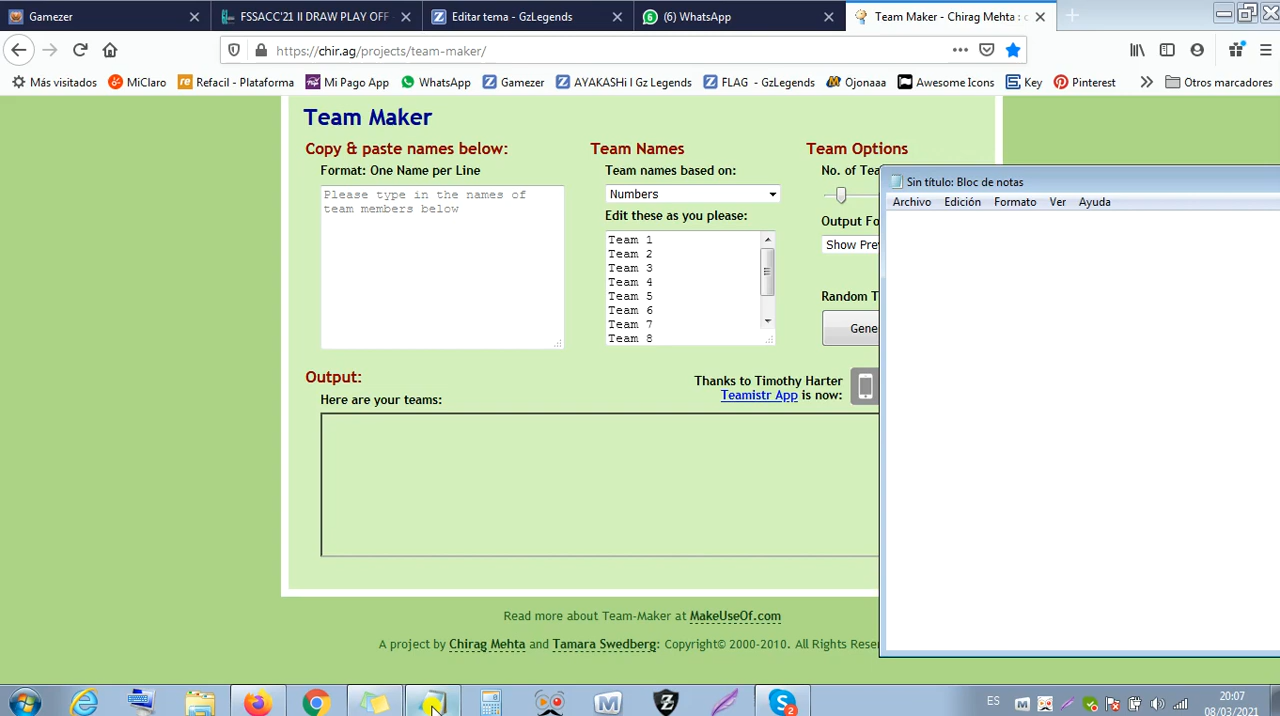 Gamezer
FSSACC'21 II DRAW PLAY OFF -
Editar tema - GzLegends
(6) WhatsApp
Team Maker - Chirag Mehta : c
https://chir.ag/projects/team-maker/
Más visitados
MiClaro
Refacil - Plataforma
Mi Pago App
WhatsApp
Gamezer
AYAKASHi l Gz Legends
FLAG - GzLegends
Ojonaaa
Awesome Icons
Key
Pinterest
Otros marcadores
Team Maker
Copy & paste names below:
Team Names
Team Options
Format: One Name per Line
Team names based on:
No. of Tea
Please type in the names of
team members below
Numbers
Edit these as you please:
Output Fo
Team 1
Team 2
Team 3
Team 4
Team 5
Team 6
Team 7
Team 8
Show Prev
Random T
Gene
Output:
Thanks to Timothy Harter
Teamistr App is now:
Here are your teams:
Sin título: Bloc de notas
Archivo Edición Formato Ver Ayuda
Read more about Team-Maker at MakeUseOf.com
A project by Chirag Mehta and Tamara Swedberg: Copyright© 2000-2010. All Rights Rese
ES
20:07
08/03/2021